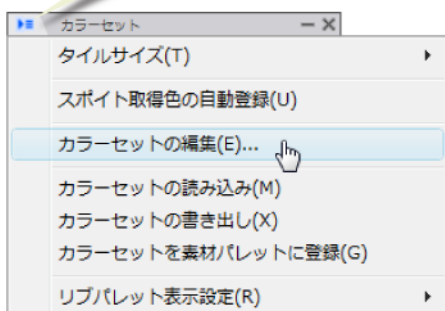 カラーセット
タイルサイズ(T)
スポイト取得色の自動登録(U)
カラーセットの編集(E)...
カラーセットの読み込み(M)
カラーセットの書き出し(X)
カラーセットを素材パレットに登録(G)
リブパレット表示設定(R)